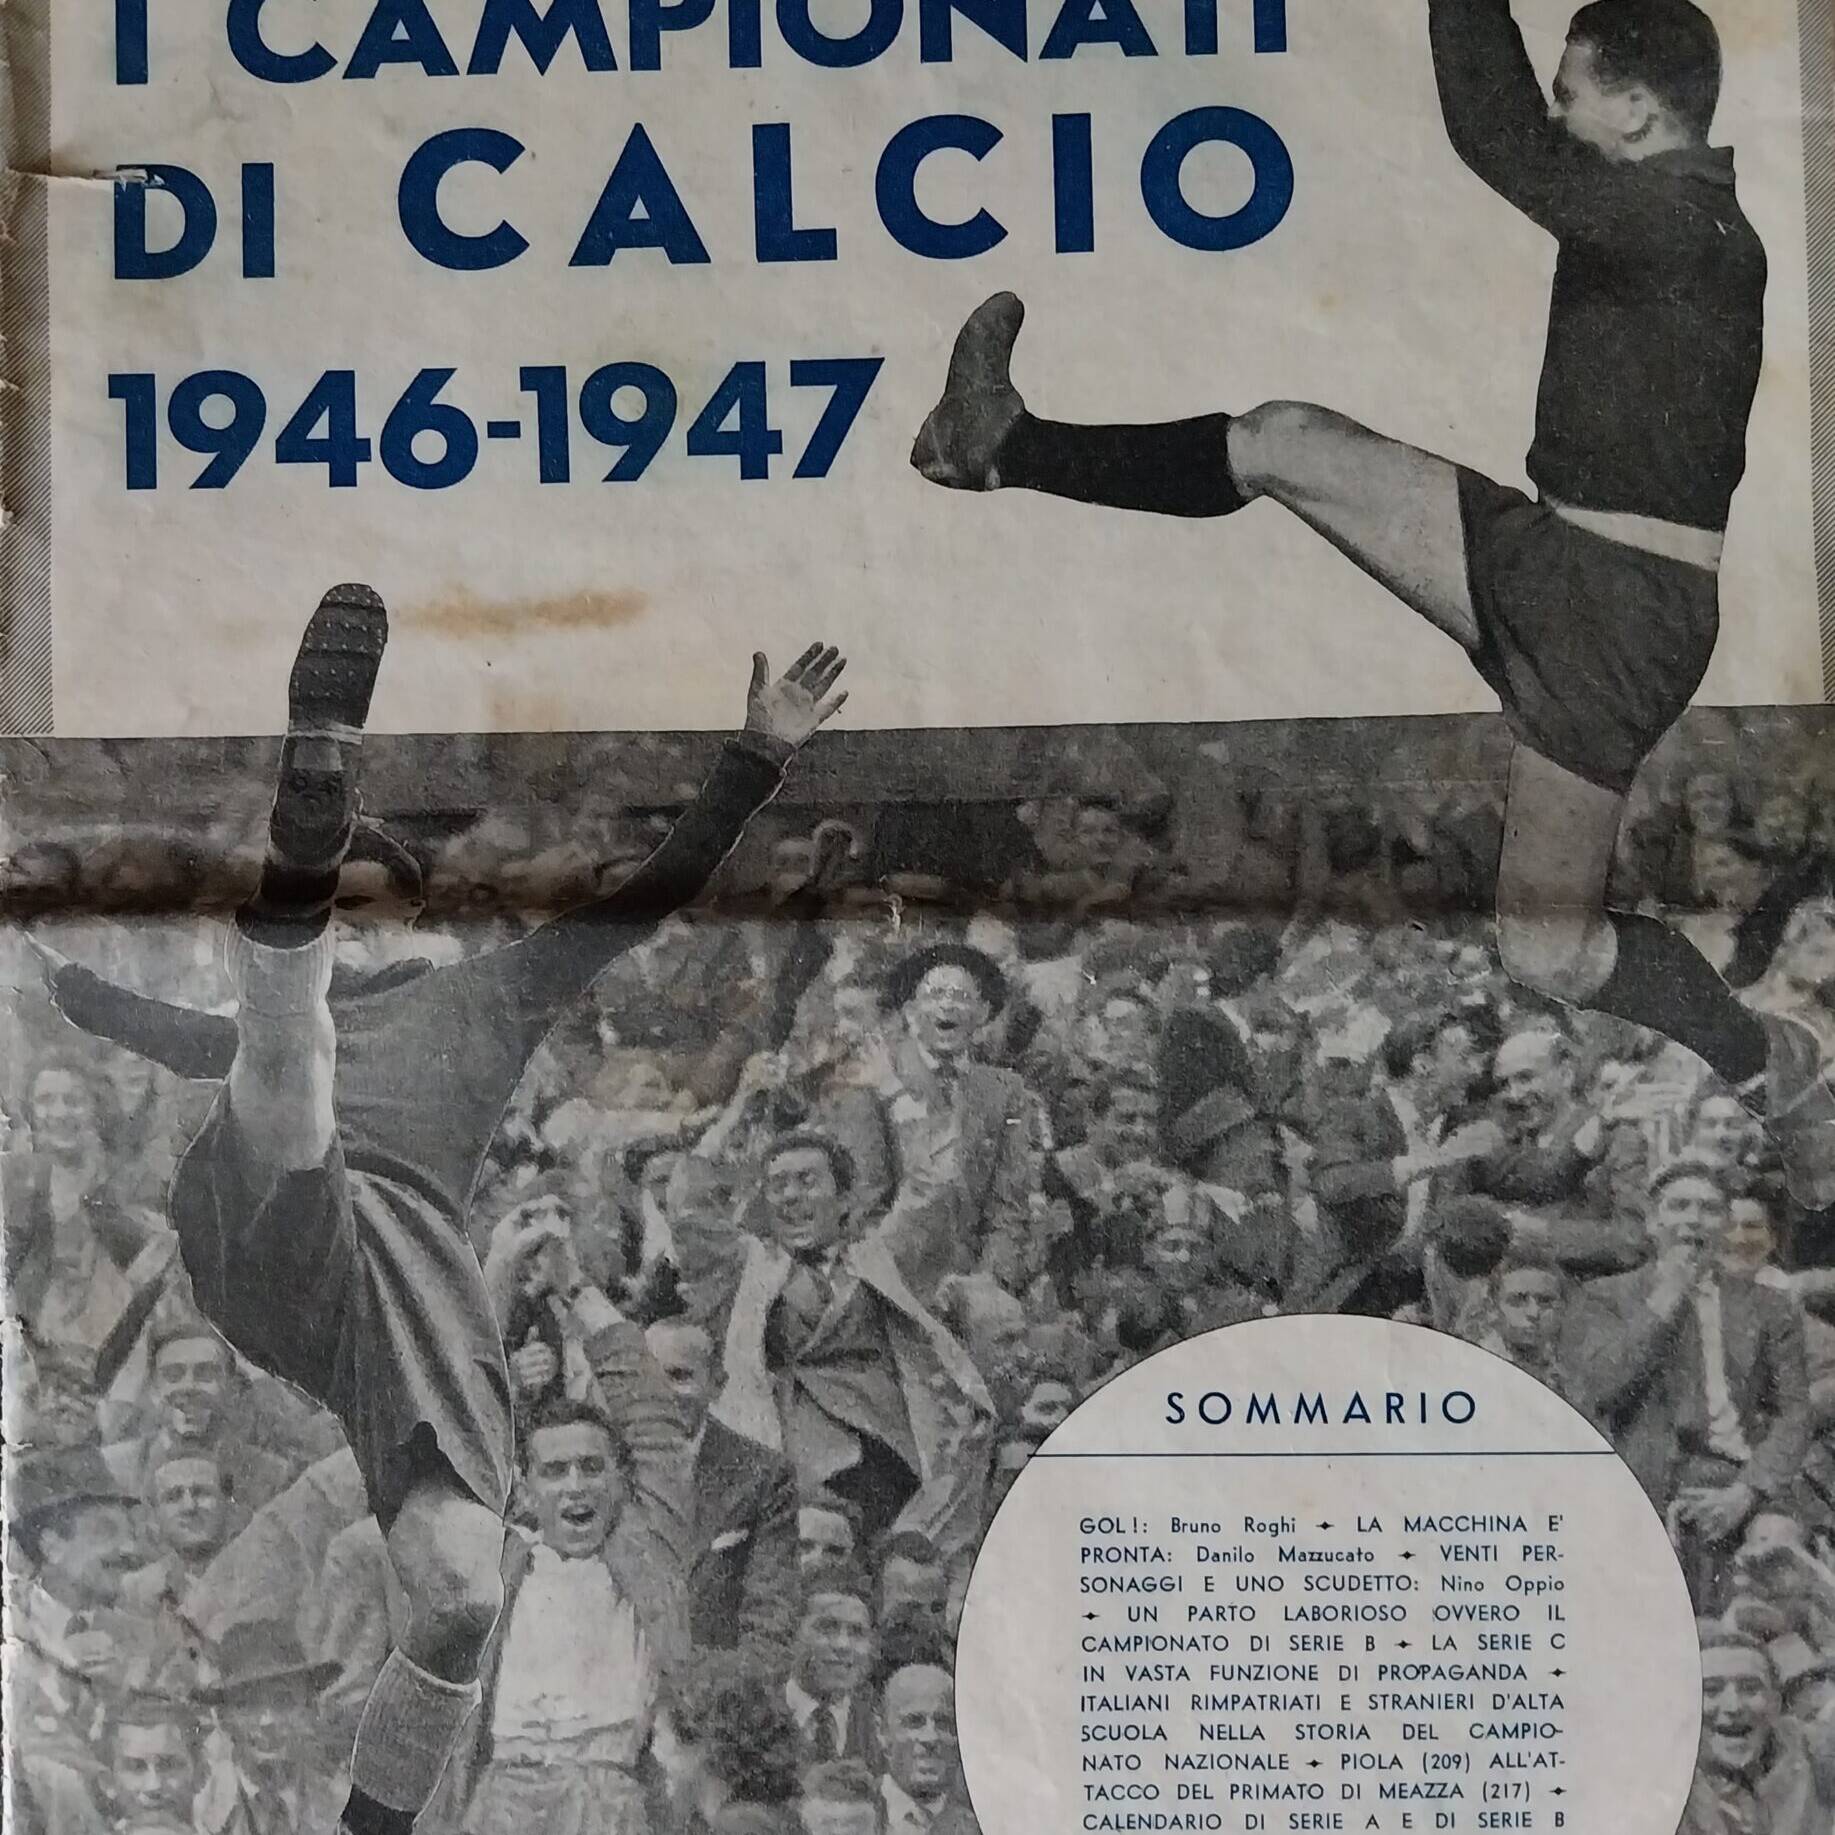 I CAMPIONATI
DI CALCIO
1946-1947
SOMMARIO
GOL!: Bruno Roghi ✦ LA MACCHINA E'
PRONTA: Danilo Mazzucato ✦ VENTI PER-
SONAGGI E UNO SCUDETTO: Nino Oppio
✦ UN PARTO LABORIOSO OVVERO IL
CAMPIONATO DI SERIE B ✦ LA SERIE C
IN VASTA FUNZIONE DI PROPAGANDA ✦
ITALIANI RIMPATRIATI E STRANIERI D'ALTA
SCUOLA NELLA STORIA DEL CAMPIO-
NATO NAZIONALE ✦ PIOLA (209) ALL'AT-
TACCO DEL PRIMATO DI MEAZZA (217) ✦
CALENDARIO DI SERIE A E DI SERIE B